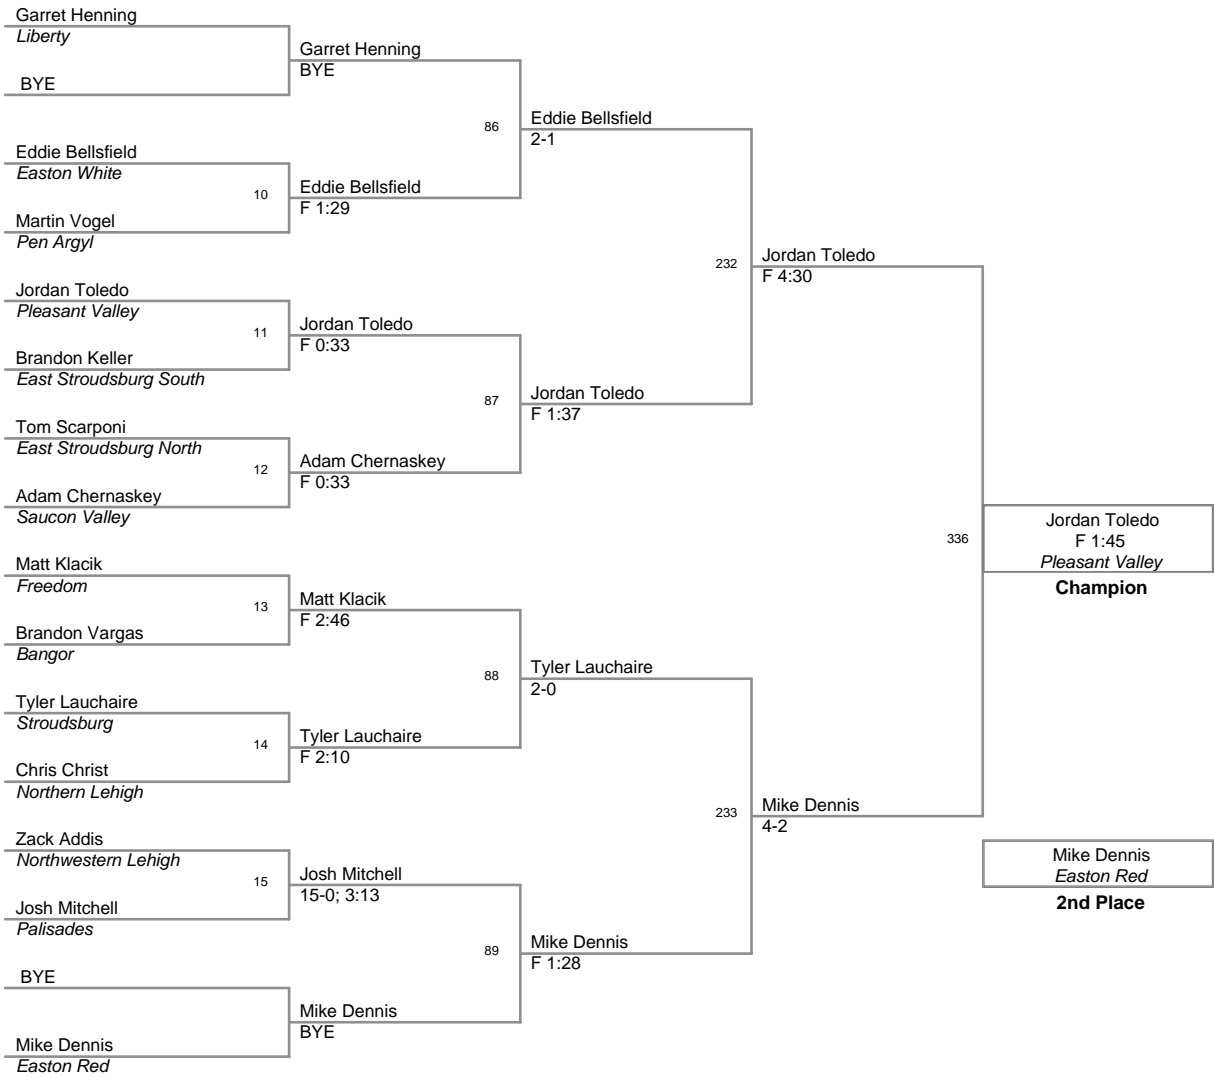 Garret Henning
Liberty
BYE
Garret Henning
BYE
86
Eddie Bellsfield
2-1
Eddie Bellsfield
Easton White
10
Martin Vogel
Pen Argyl
Eddie Bellsfield
F 1:29
232
Jordan Toledo
F 4:30
Jordan Toledo
Pleasant Valley
11
Brandon Keller
East Stroudsburg South
Jordan Toledo
F 0:33
87
Jordan Toledo
F 1:37
Tom Scarponi
East Stroudsburg North
12
Adam Chernaskey
Saucon Valley
Adam Chernaskey
F 0:33
336
Jordan Toledo
F 1:45
Pleasant Valley
Champion
Matt Klacik
Freedom
13
Brandon Vargas
Bangor
Matt Klacik
F 2:46
88
Tyler Lauchaire
2-0
Tyler Lauchaire
Stroudsburg
14
Chris Christ
Northern Lehigh
Tyler Lauchaire
F 2:10
233
Mike Dennis
4-2
Zack Addis
Northwestern Lehigh
15
Josh Mitchell
Palisades
Josh Mitchell
15-0; 3:13
89
Mike Dennis
F 1:28
BYE
Mike Dennis
Easton Red
Mike Dennis
BYE
Mike Dennis
Easton Red
2nd Place